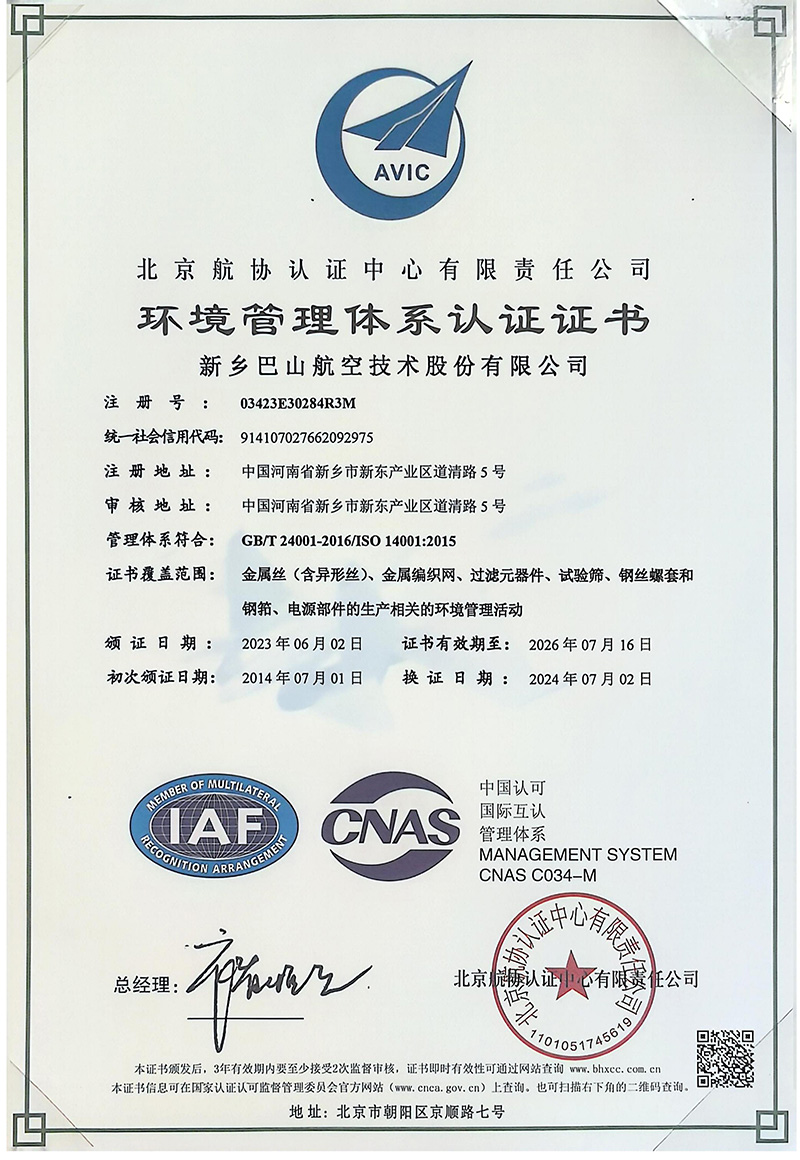 AVIC
北京航协认证中心有限责任公司
环境管理体系认证证书
新乡巴山航空技术股份有限公司
注册号： 03423E30284R3M
统一社会信用代码： 914107027662092975
注册地址： 中国河南省新乡市新东产业区道清路5号
审核地址： 中国河南省新乡市新东产业区道清路5号
管理体系符合： GB/T 24001-2016/ISO 14001:2015
证书覆盖范围： 金属丝（含异形丝）、金属编织网、过滤元器件、试验筛、钢丝螺套和
钢箔、电源部件的生产相关的环境管理活动
颁证日期： 2023年06月02日 证书有效期至： 2026年07月16日
初次颁证日期： 2014年07月01日 换证日期： 2024年07月02日
MEMBER OF MULTILATERAL
IAF
RECOGNITION ARRANGEMENT
CNAS
中国认可
国际互认
管理体系
MANAGEMENT SYSTEM
CNAS C034-M
总经理：
北京航协认证中心有限责任公司
北京航协认证中心有限责任公司
1101051745619
本证书颁发后，3年有效期内要至少接受2次监督审核，证书即时有效性可通过网站查询 www.bhxcc.com.cn
本证书信息可在国家认证认可监督管理委员会官方网站（www.cnca.gov.cn）上查询。也可扫描右下角的二维码查询。
地址：北京市朝阳区京顺路七号